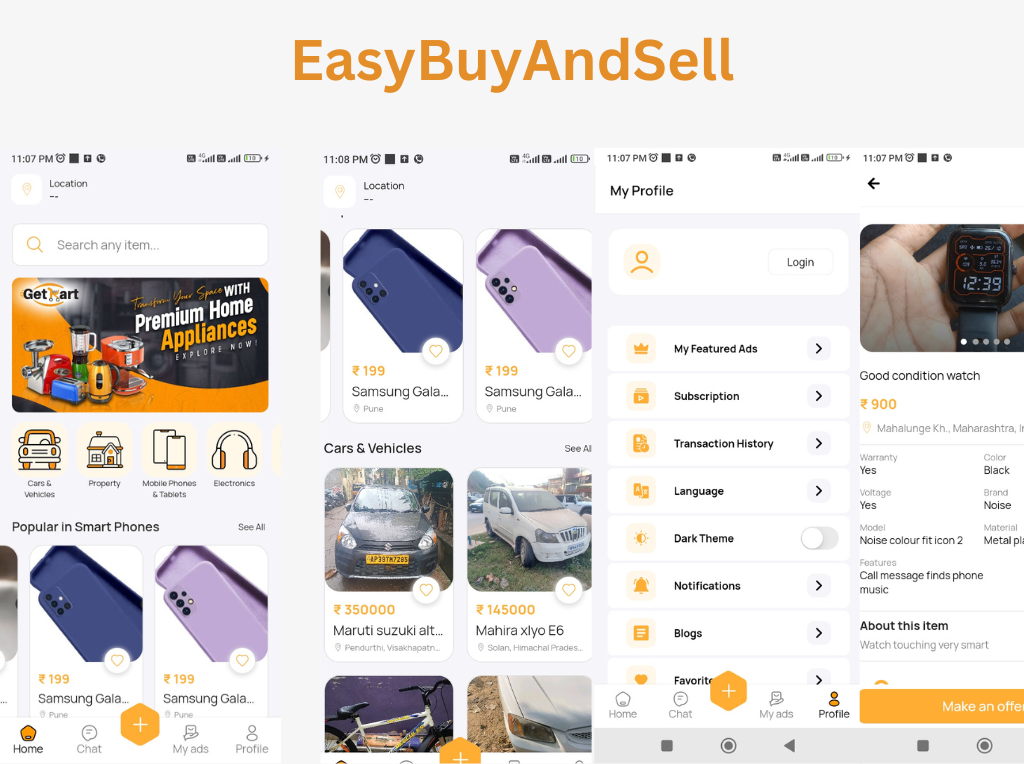 EasyBuyAndSell
11:07 PM
Location
--
Search any item...
GetMart
Transform Your Space WITH
Premium Home
Appliances
EXPLORE NOW!
Cars &
Vehicles
Property
Mobile Phones
& Tablets
Electronics
Popular in Smart Phones
See All
₹ 199
Samsung Gala...
Pune
₹ 199
Samsung Gala...
Pune
Home
Chat
My ads
Profile
11:08 PM
Location
--
₹ 199
Samsung Gala...
Pune
₹ 199
Samsung Gala...
Pune
Cars & Vehicles
See All
AP39TM7285
₹ 350000
Maruti suzuki alt...
Pendurthi, Visakhapatn...
₹ 145000
Mahira xlyo E6
Solan, Himachal Prades...
11:07 PM
My Profile
Login
My Featured Ads
Subscription
Transaction History
Language
Dark Theme
Notifications
Blogs
Favorite
Home
Chat
My ads
Profile
11:07 PM
12:39
Good condition watch
₹ 900
Mahalunge Kh., Maharashtra, In
Warranty
Color
Yes
Black
Voltage
Brand
Yes
Noise
Model
Material
Noise colour fit icon 2
Metal pla
Features
Call message finds phone
music
About this item
Watch touching very smart
Make an offer